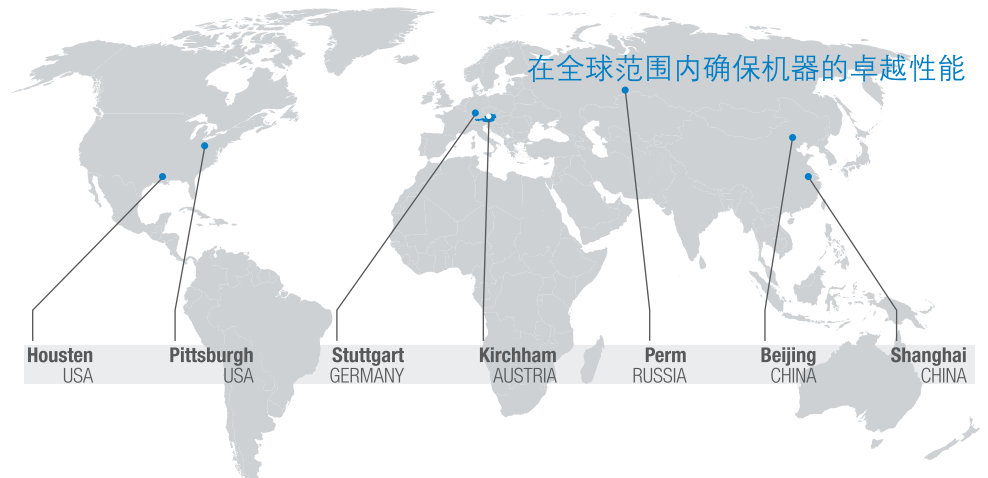 在全球范围内确保机器的卓越性能
Housten
USA
Pittsburgh
USA
Stuttgart
GERMANY
Kirchham
AUSTRIA
Perm
RUSSIA
Beijing
CHINA
Shanghai
CHINA